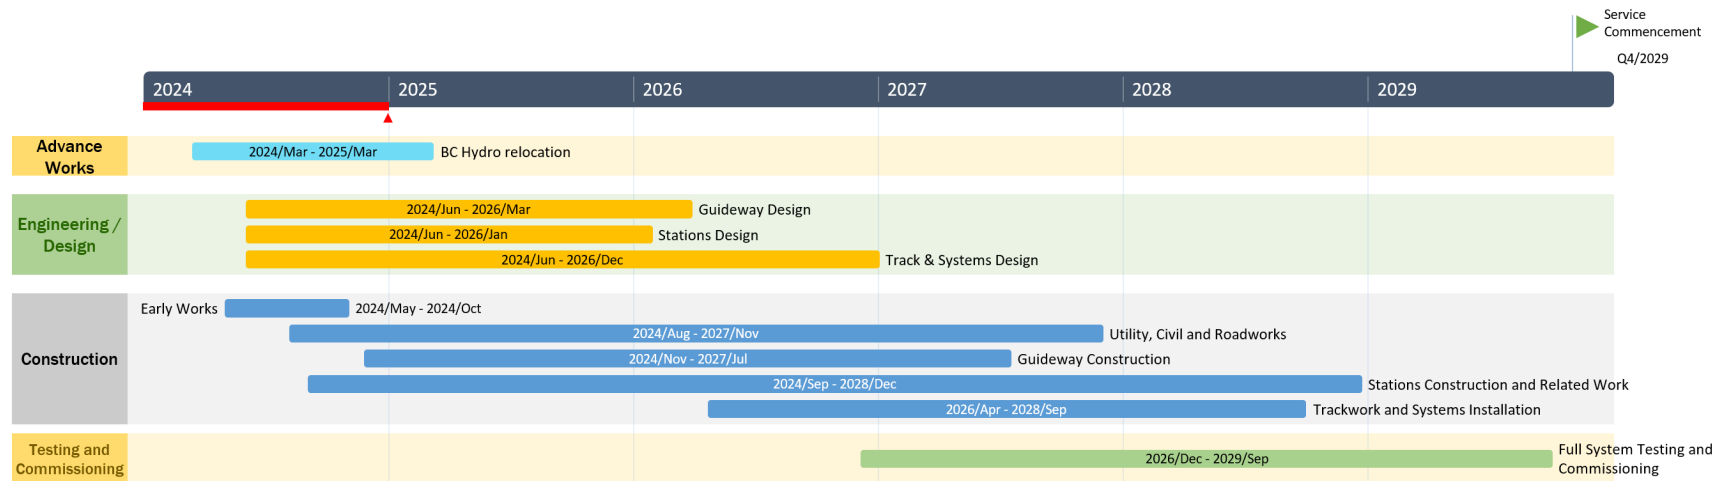 Service
Commencement
Q4/2029
2024 2025 2026 2027 2028 2029
Advance
Works
2024/Mar - 2025/Mar BC Hydro relocation
Engineering /
Design
2024/Jun - 2026/Mar Guideway Design
2024/Jun - 2026/Jan Stations Design
2024/Jun - 2026/Dec Track & Systems Design
Construction
Early Works 2024/May - 2024/Oct
2024/Aug - 2027/Nov Utility, Civil and Roadworks
2024/Nov - 2027/Jul Guideway Construction
2024/Sep - 2028/Dec Stations Construction and Related Work
2026/Apr - 2028/Sep Trackwork and Systems Installation
Testing and
Commissioning
2026/Dec - 2029/Sep
Full System Testing and
Commissioning